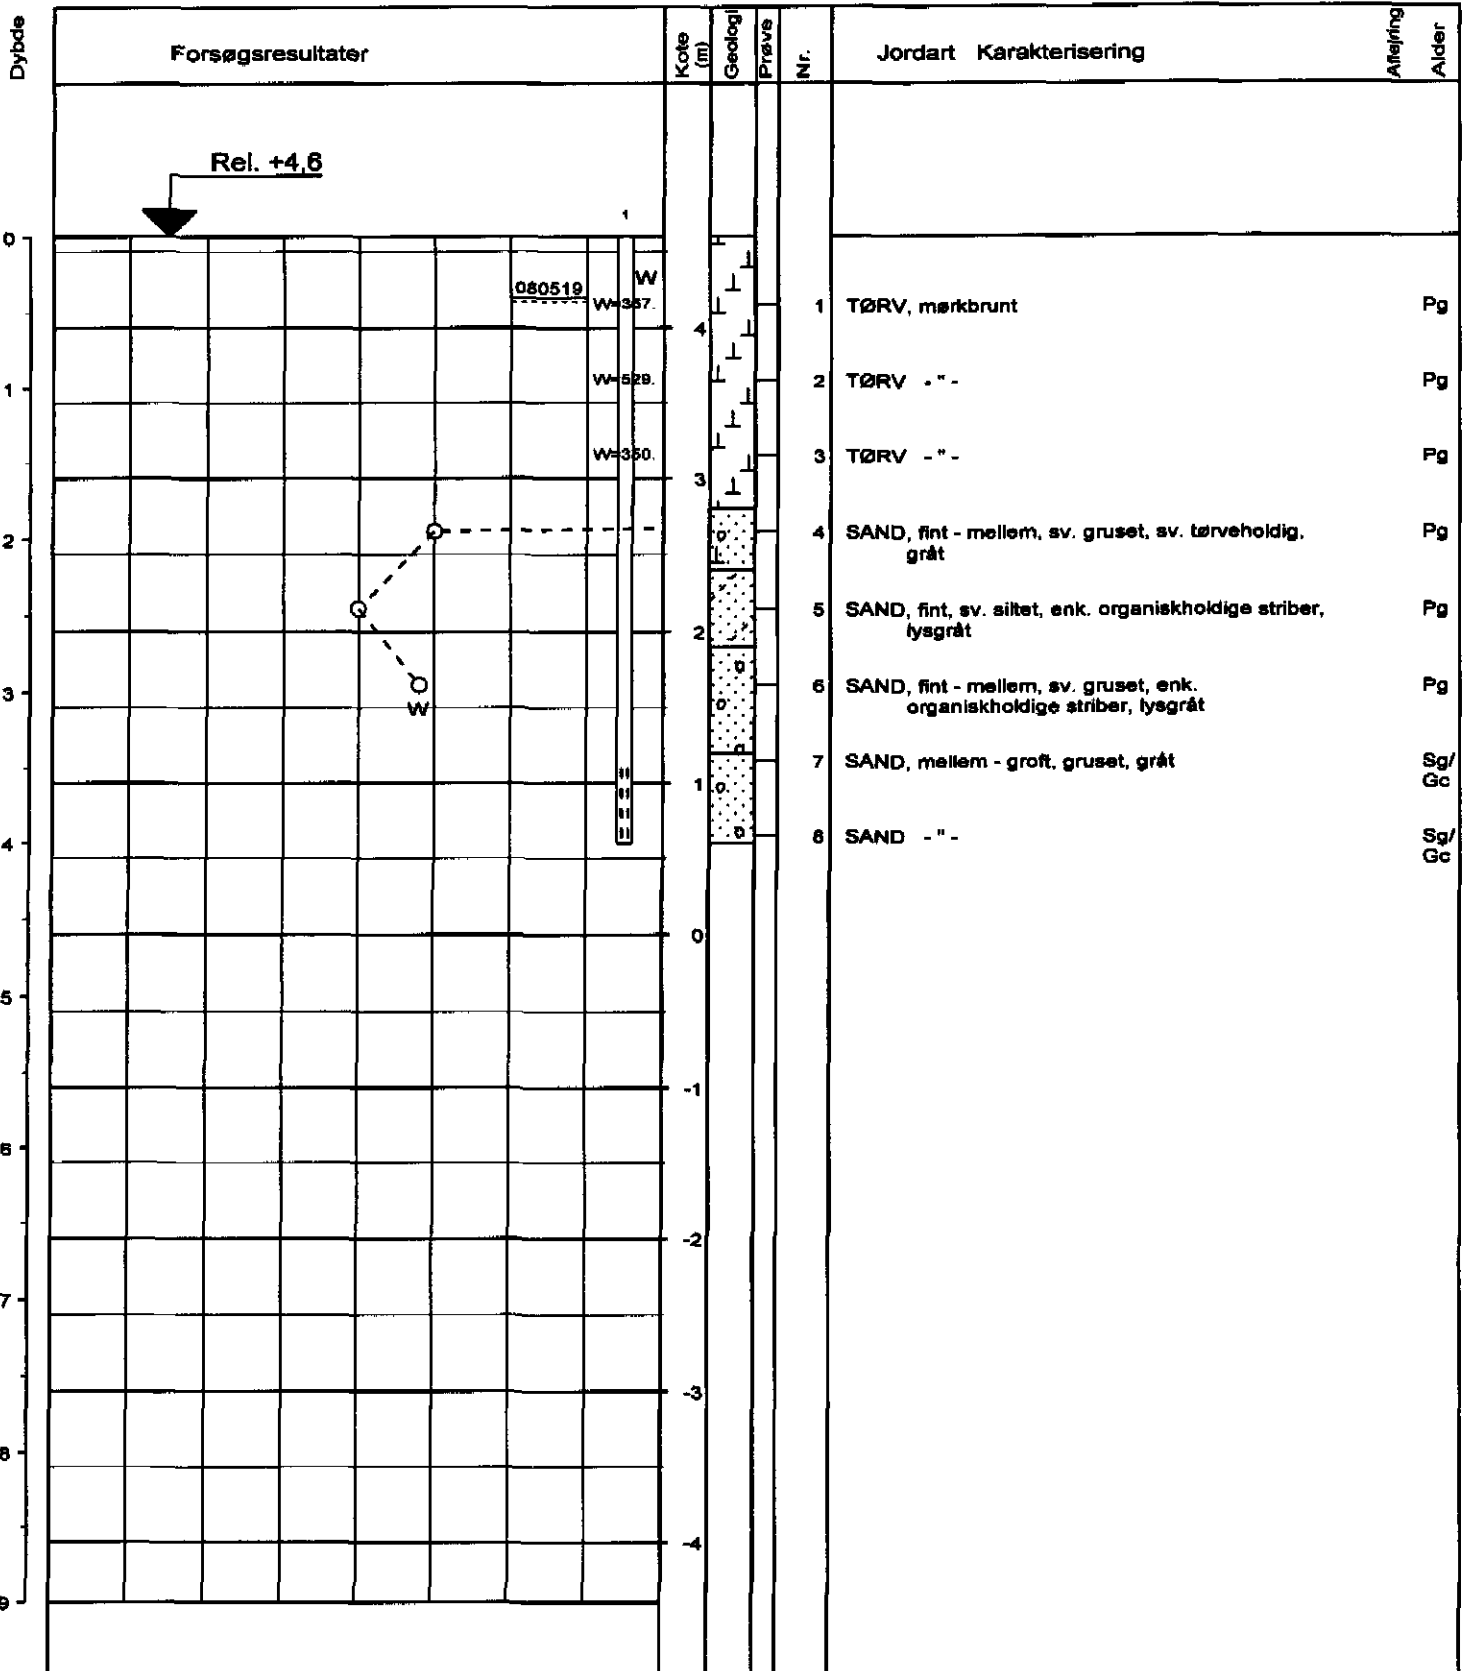 Dybde
Forsøgsresultater
Kote
(m)
Geologi
Prøve
Nr.
Jordart Karakterisering
Aflejring
Alder
Rel. +4,6
1
0
W
080519
W=367.
1 TØRV, mørkbrunt Pg
4
1
W=529.
2 TØRV - " - Pg
W=350.
3 TØRV - " - Pg
3
2
4 SAND, fint - mellem, sv. gruset, sv. tørveholdig, Pg
gråt
5 SAND, fint, sv. siltet, enk. organiskholdige striber, Pg
lysgråt
2
3
6 SAND, fint - mellem, sv. gruset, enk. Pg
organiskholdige striber, lysgråt
W
7 SAND, mellem - groft, gruset, gråt Sg/
Gc
1
4
8 SAND - " - Sg/
Gc
0
5
-1
6
-2
7
-3
8
-4
9